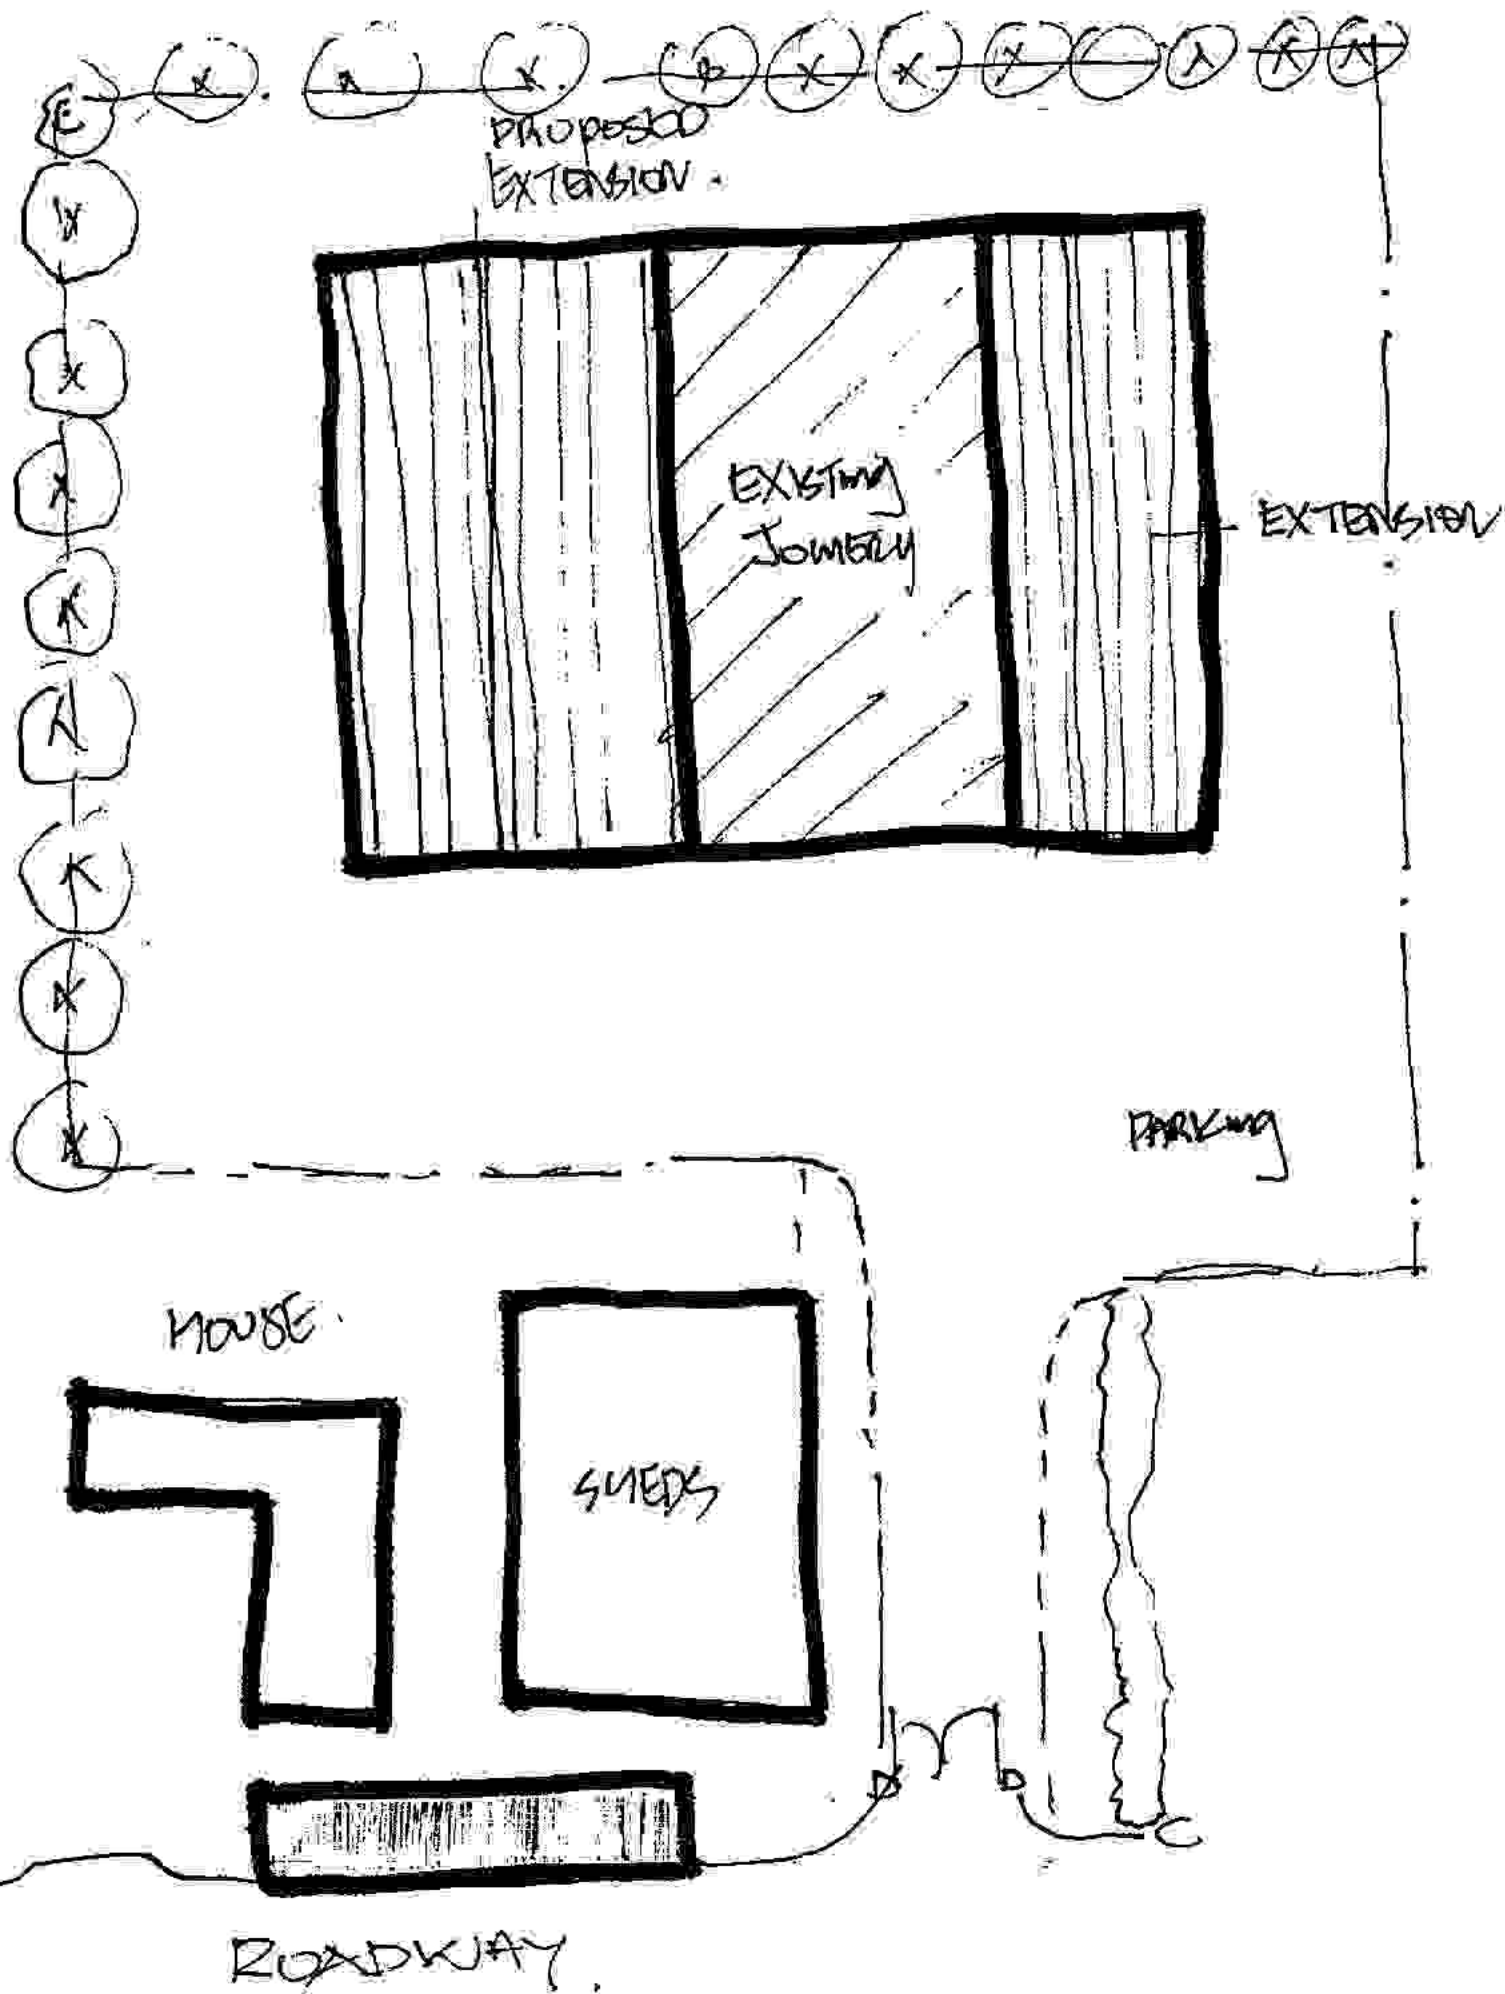 PROPOSED
EXTENSION.
EXISTING
JOINERY
EXTENSION
PARKING
HOUSE.
SHEDS
ROADWAY.